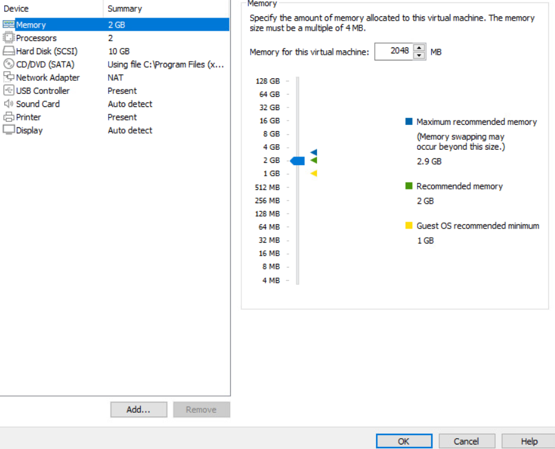 Device Summary
Memory 2 GB
Processors 2
Hard Disk (SCSI) 10 GB
CD/DVD (SATA) Using file C:\Program Files (x...
Network Adapter NAT
USB Controller Present
Sound Card Auto detect
Printer Present
Display Auto detect
Add... Remove
Memory
Specify the amount of memory allocated to this virtual machine. The memory
size must be a multiple of 4 MB.
Memory for this virtual machine: 2048 MB
128 GB
64 GB
32 GB
16 GB
8 GB
4 GB
2 GB
1 GB
512 MB
256 MB
128 MB
64 MB
32 MB
16 MB
8 MB
4 MB
Maximum recommended memory
(Memory swapping may
occur beyond this size.)
2.9 GB
Recommended memory
2 GB
Guest OS recommended minimum
1 GB
OK Cancel Help